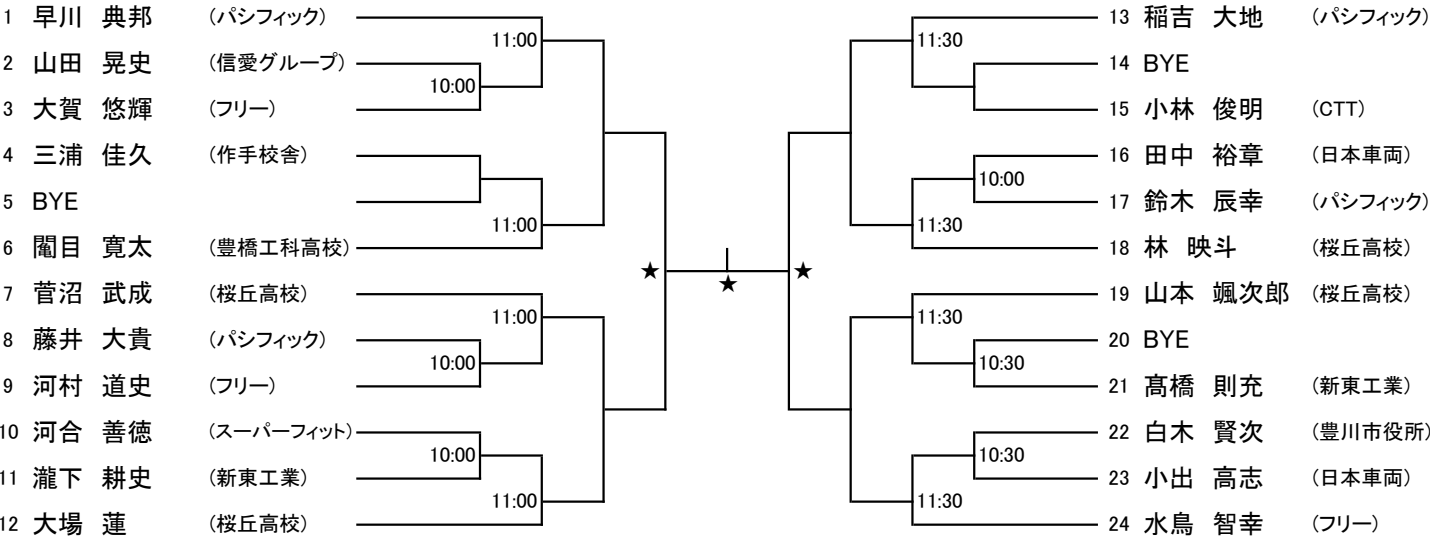 1 早川 典邦 (パシフィック)
11:00
2 山田 晃史 (信愛グループ)
10:00
3 大賀 悠輝 (フリー)
4 三浦 佳久 (作手校舎)
5 BYE
11:00
6 閵目 寛太 (豊橋工科高校)
★
7 菅沼 武成 (桜丘高校)
11:00
8 藤井 大貴 (パシフィック)
10:00
9 河村 道史 (フリー)
10 河合 善徳 (スーパーフィット)
10:00
11 瀧下 耕史 (新東工業)
11:00
12 大場 蓮 (桜丘高校)
★
13 稲吉 大地 (パシフィック)
11:30
14 BYE
15 小林 俊明 (CTT)
16 田中 裕章 (日本車両)
10:00
17 鈴木 辰幸 (パシフィック)
11:30
18 林 映斗 (桜丘高校)
★
19 山本 颯次郎 (桜丘高校)
11:30
20 BYE
10:30
21 髙橋 則充 (新東工業)
22 白木 賢次 (豊川市役所)
10:30
23 小出 高志 (日本車両)
11:30
24 水鳥 智幸 (フリー)